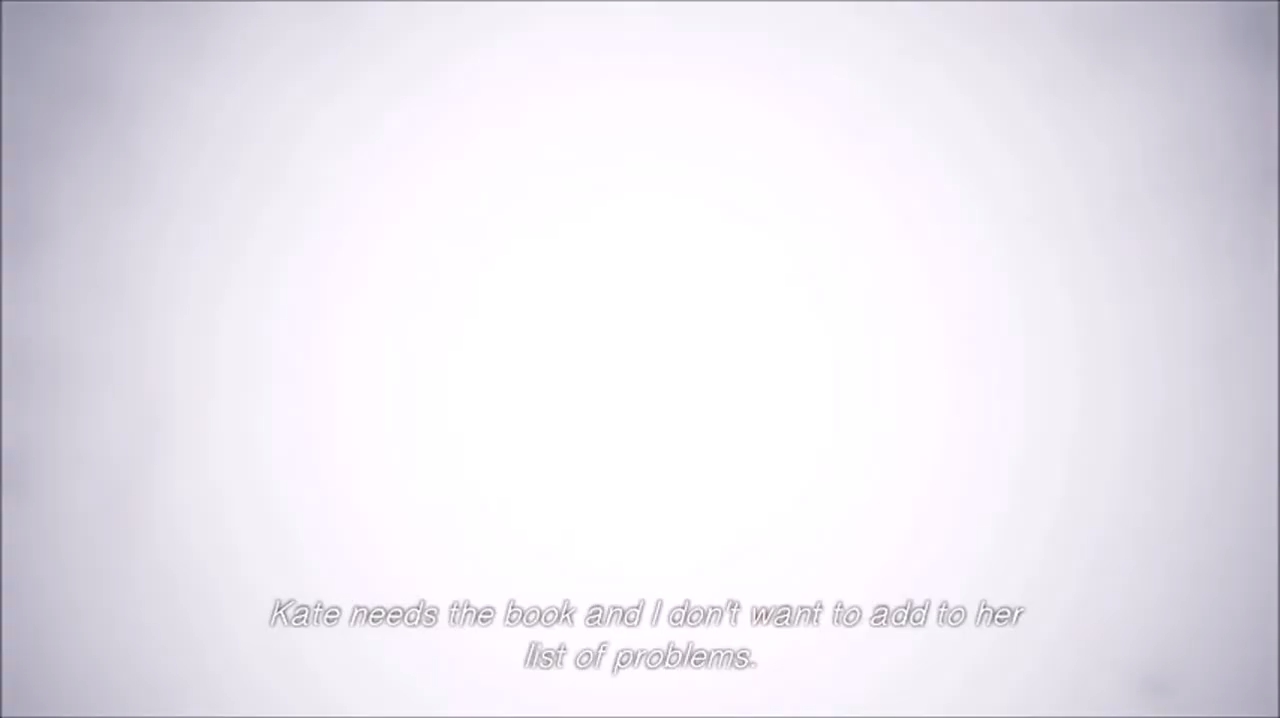 Kate needs the book and I don't want to add to her
list of problems.